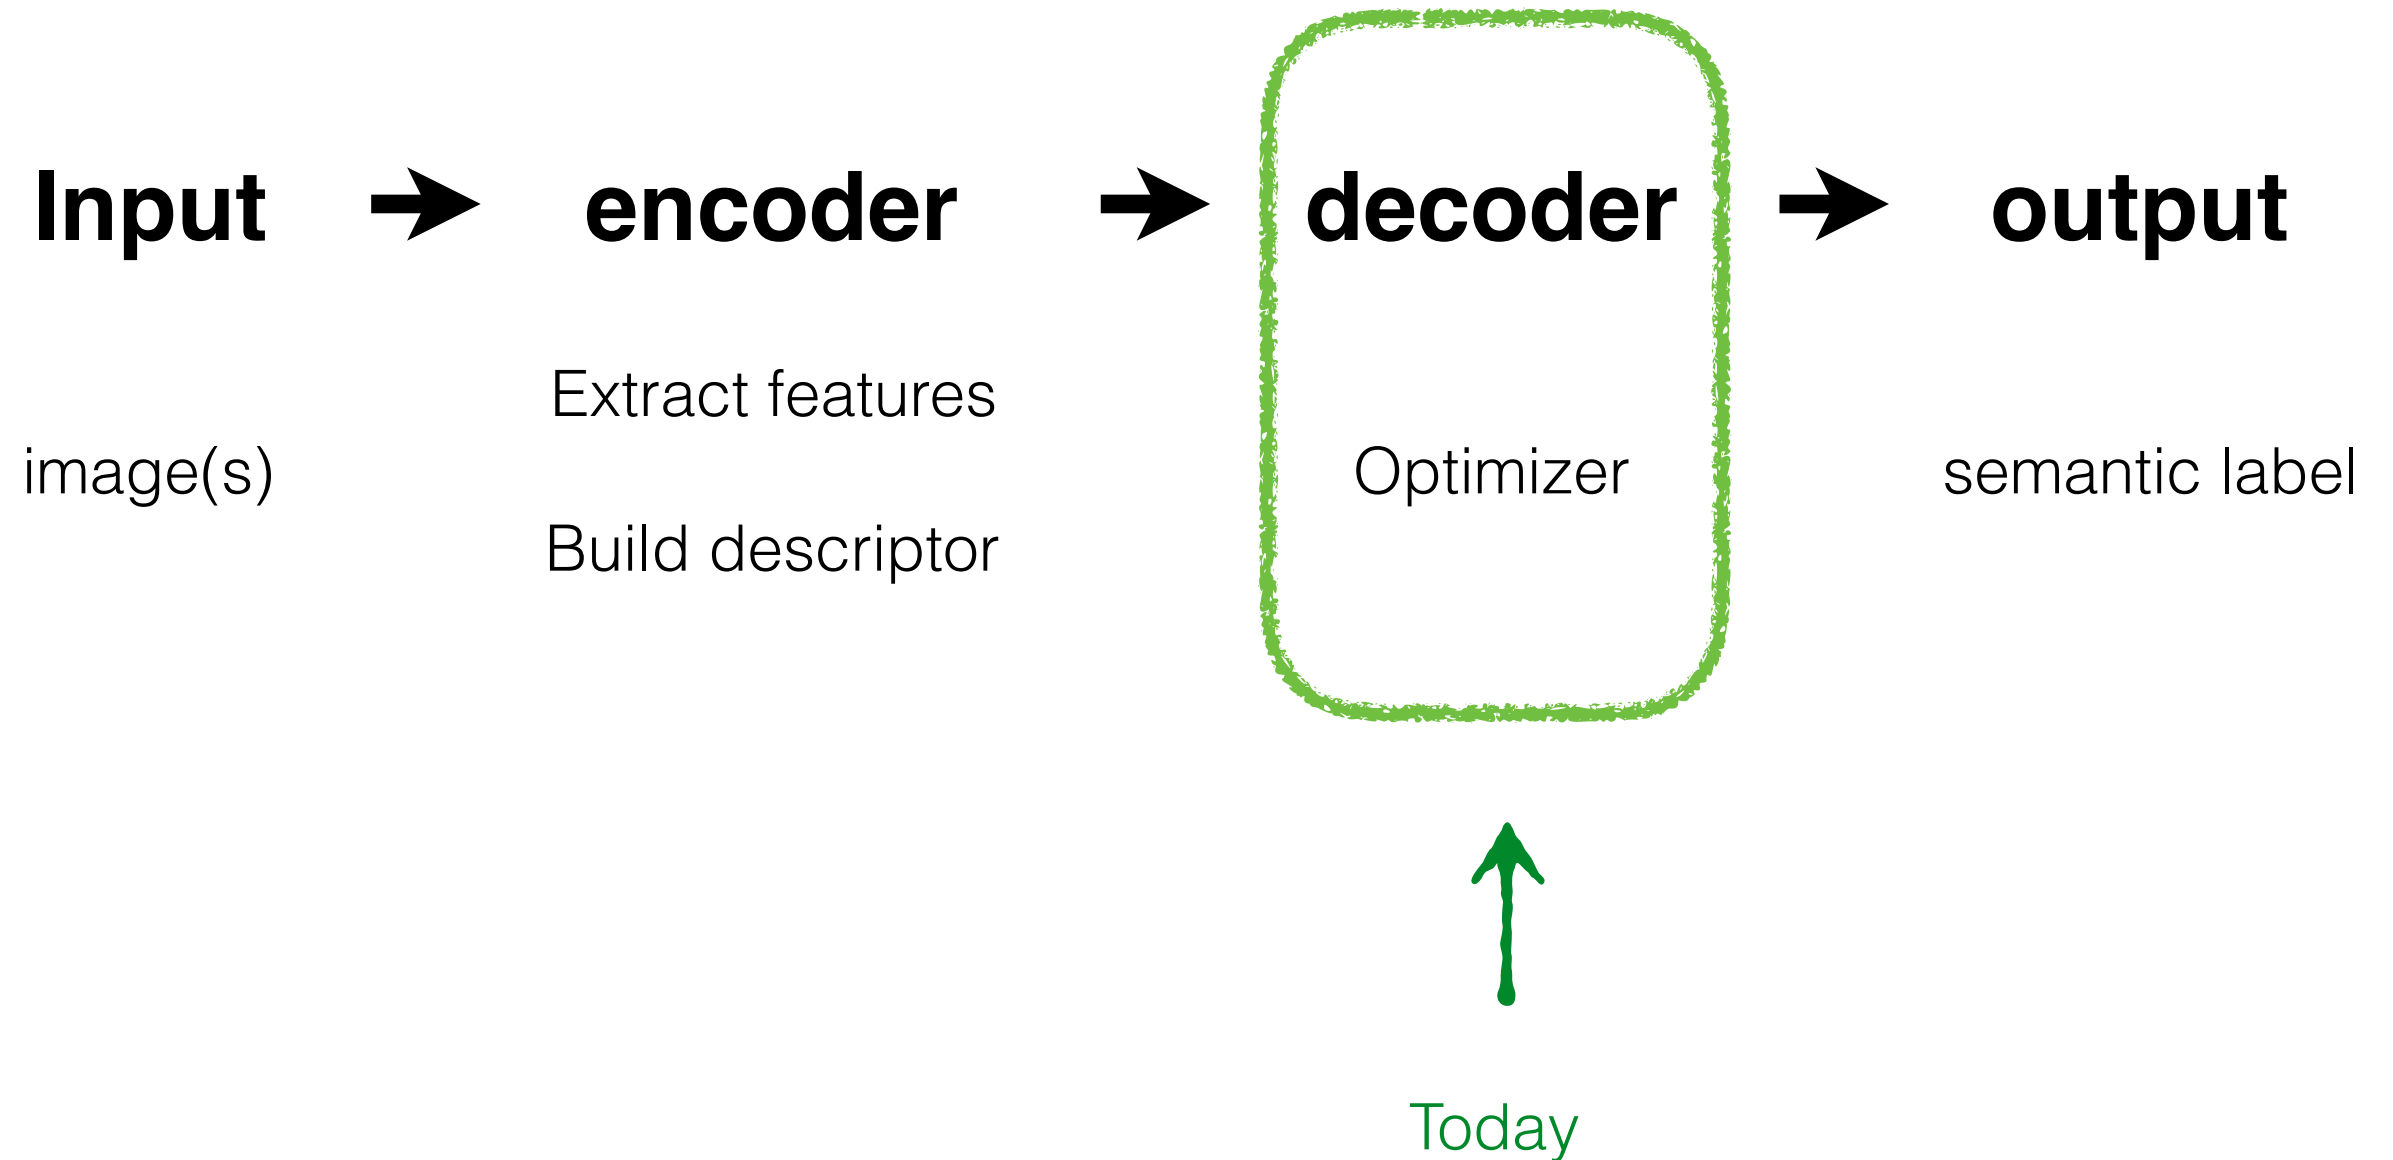 Input encoder decoder output
Extract features
image(s) Optimizer semantic label
Build descriptor
Today